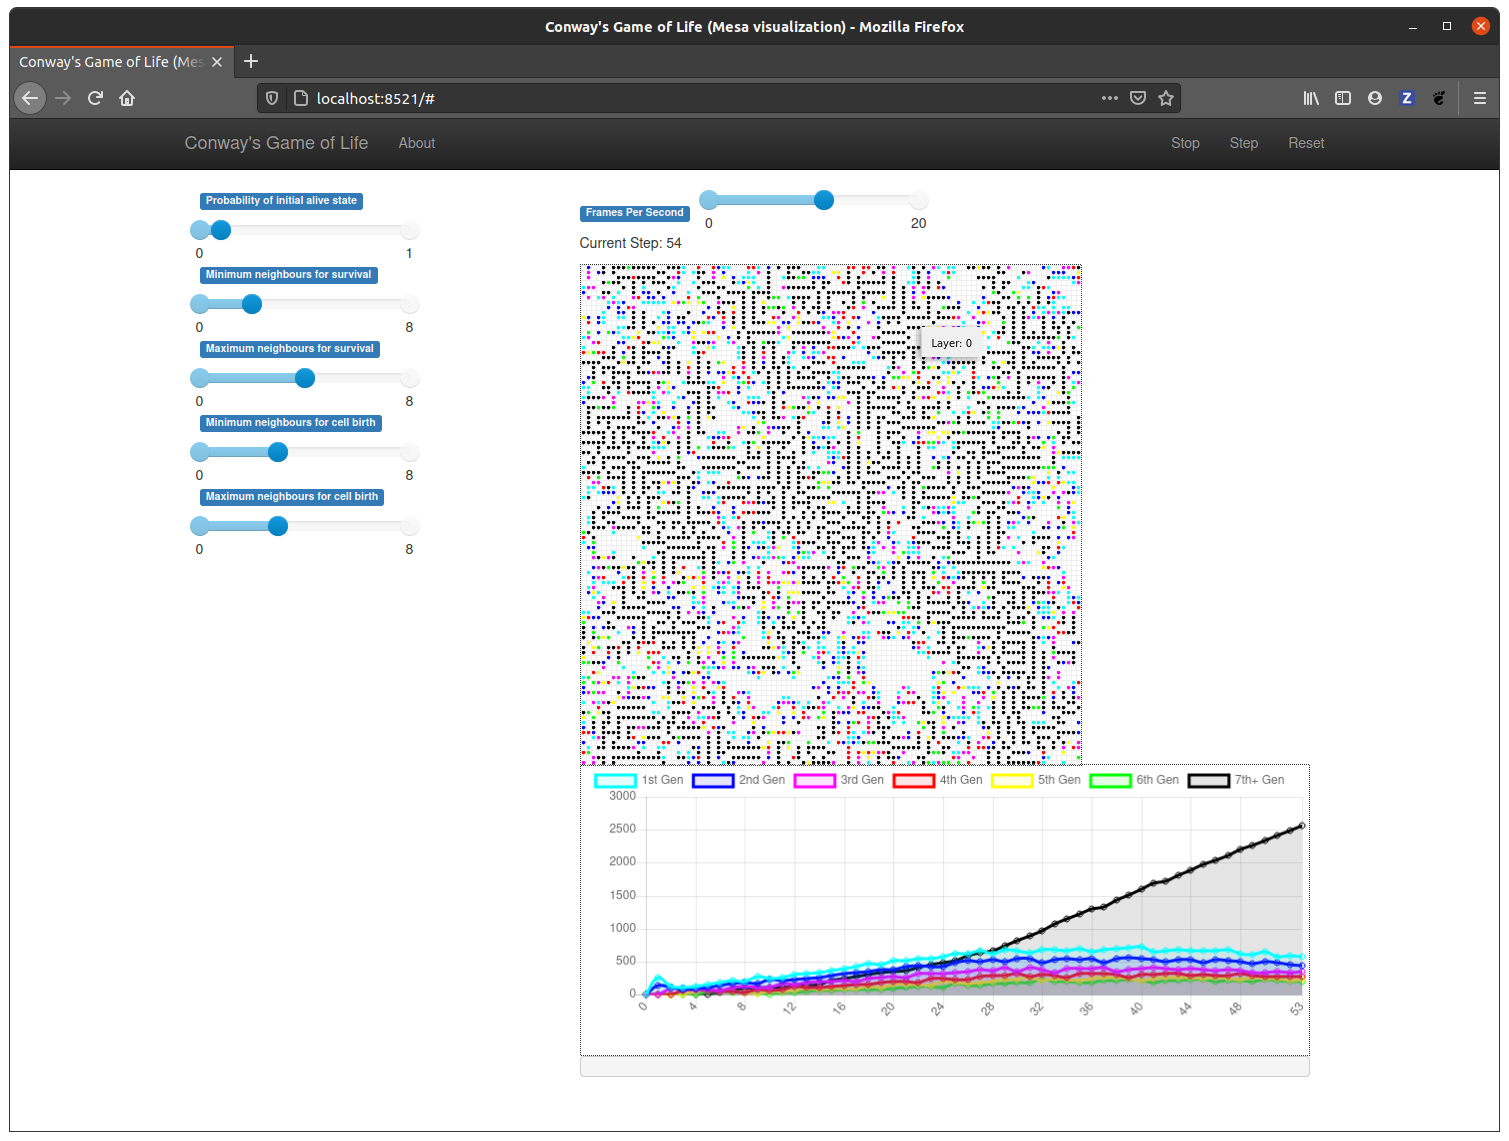 Conway's Game of Life (Mesa visualization) - Mozilla Firefox
Conway's Game of Life (Mes
localhost:8521/#
Z
Conway's Game of Life About Stop Step Reset
Probability of initial alive state
0 1
Minimum neighbours for survival
0 8
Maximum neighbours for survival
0 8
Minimum neighbours for cell birth
0 8
Maximum neighbours for cell birth
0 8
Frames Per Second
0 20
Current Step: 54
Layer: 0
1st Gen 2nd Gen 3rd Gen 4th Gen 5th Gen 6th Gen 7th+ Gen
3000
2500
2000
1500
1000
500
0
0 4 8 12 16 20 24 28 32 36 40 44 48 53